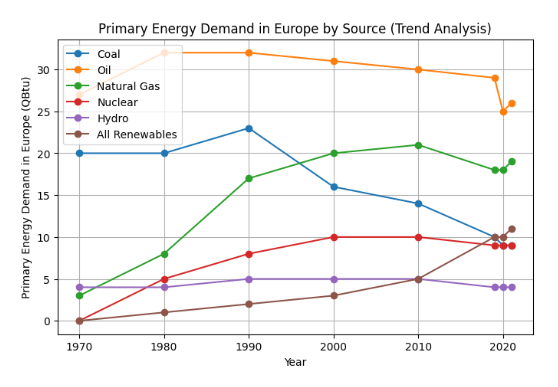 Primary Energy Demand in Europe by Source (Trend Analysis)
Coal
Oil
Natural Gas
Nuclear
Hydro
All Renewables
Primary Energy Demand in Europe (QBtu)
30
25
20
15
10
5
0
1970 1980 1990 2000 2010 2020
Year